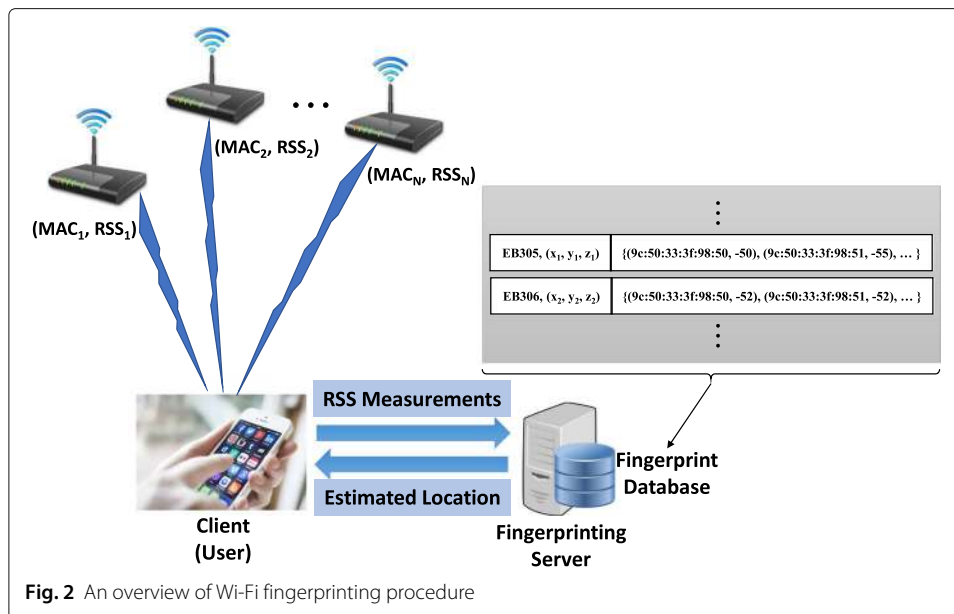 (MAC₁, RSS₁)
(MAC₂, RSS₂)
• • •
(MAC_N, RSS_N)
EB305, (x₁, y₁, z₁) {(9c:50:33:3f:98:50, -50), (9c:50:33:3f:98:51, -55), … }
EB306, (x₂, y₂, z₂) {(9c:50:33:3f:98:50, -52), (9c:50:33:3f:98:51, -52), … }
RSS Measurements
Estimated Location
Client
(User)
Fingerprinting
Server
Fingerprint
Database
Fig. 2 An overview of Wi-Fi fingerprinting procedure